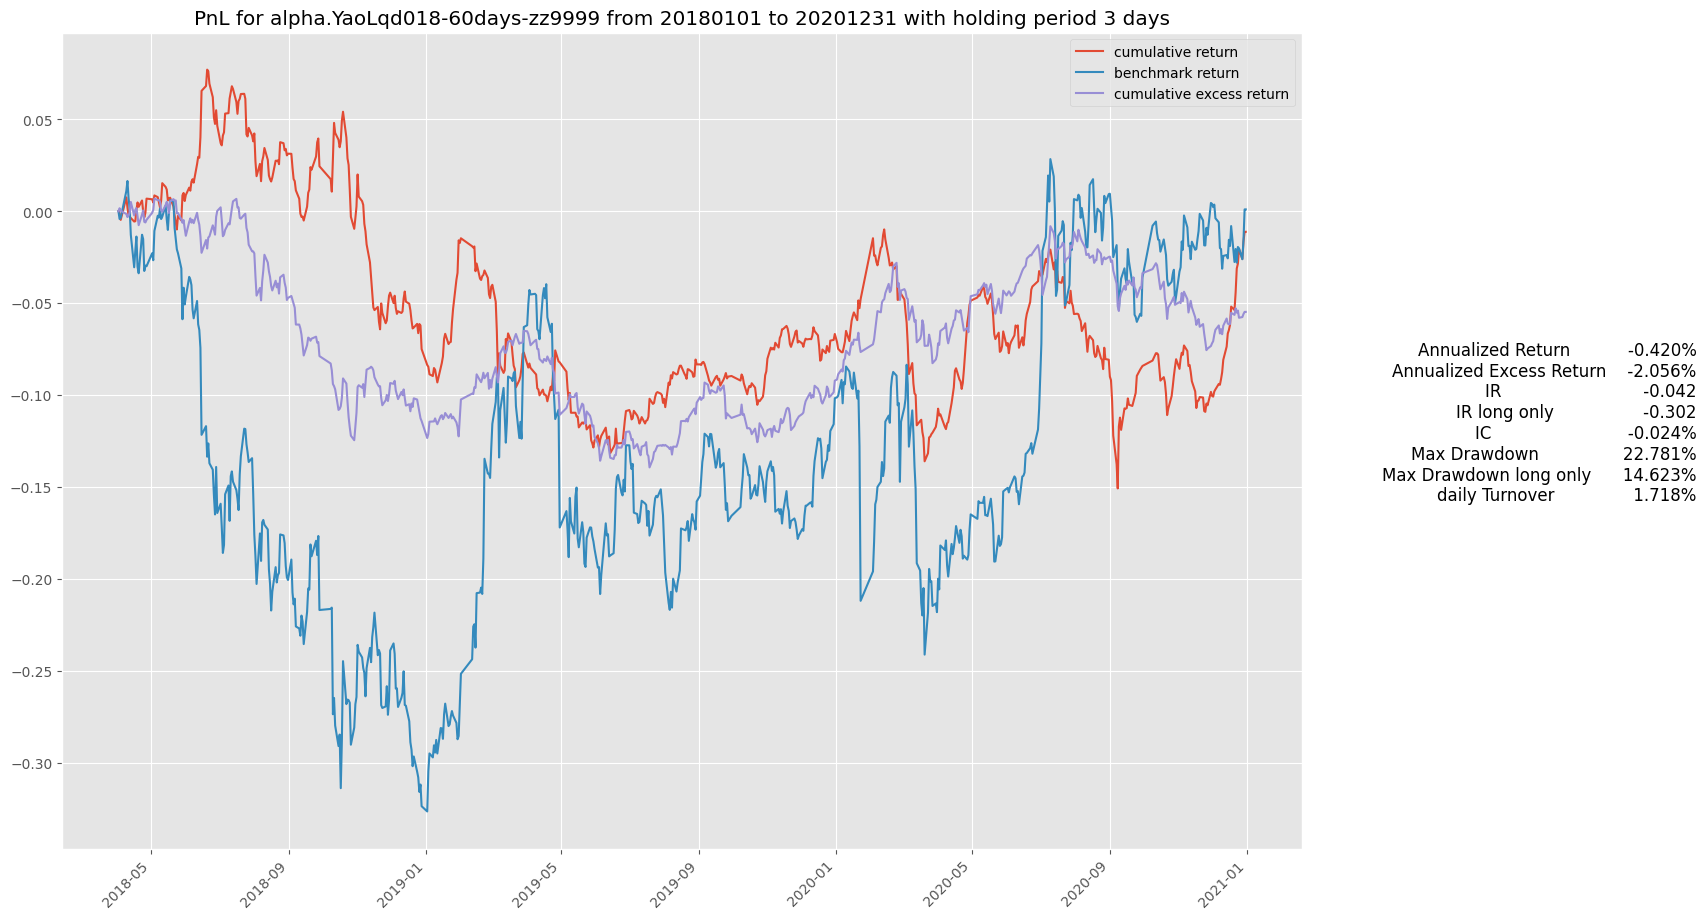 PnL for alpha.YaoLqd018-60days-zz9999 from 20180101 to 20201231 with holding period 3 days
cumulative return
benchmark return
cumulative excess return
0.05
0.00
−0.05
−0.10
−0.15
−0.20
−0.25
−0.30
Annualized Return -0.420%
Annualized Excess Return -2.056%
IR -0.042
IR long only -0.302
IC -0.024%
Max Drawdown 22.781%
Max Drawdown long only 14.623%
daily Turnover 1.718%
2018-05
2018-09
2019-01
2019-05
2019-09
2020-01
2020-05
2020-09
2021-01